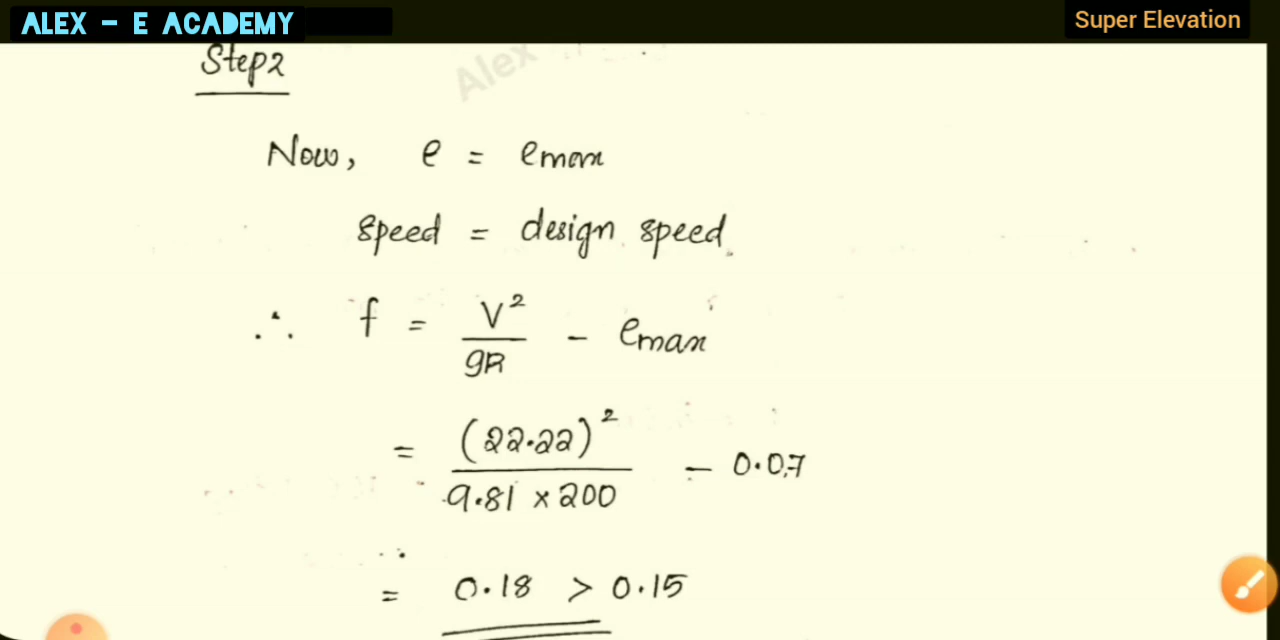 ALEX - E ACADEMY
Super Elevation
Step2
Alex
Now, e = emax
speed = design speed.
∴ f = V²/gR - emax
= (22.22)²/9.81 × 200 - 0.07
= 0.18 > 0.15